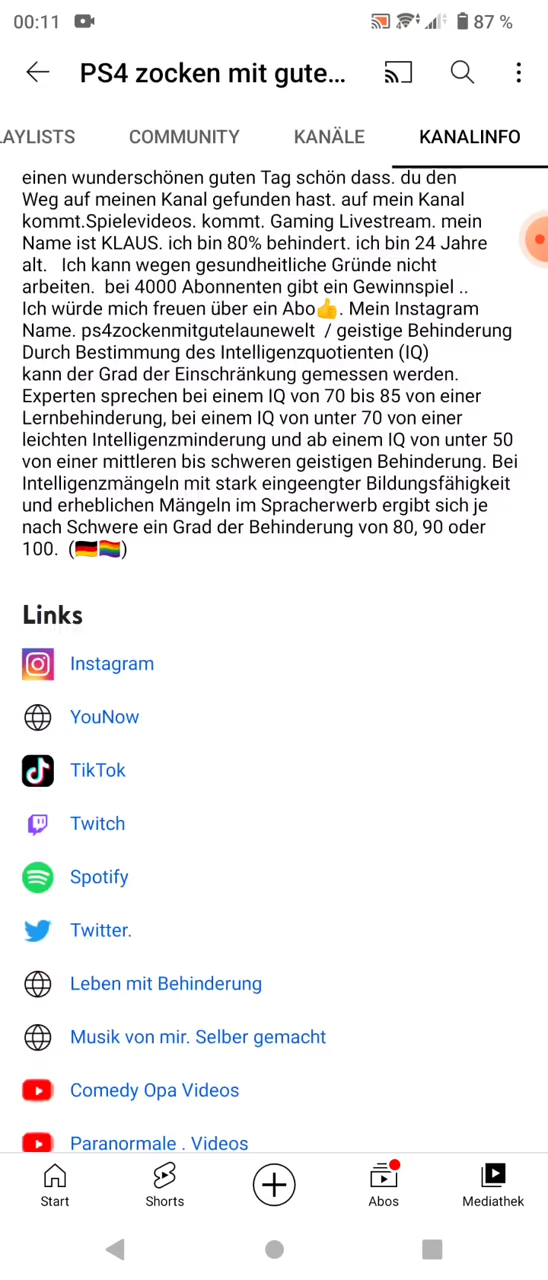 00:11
87 %
PS4 zocken mit gute...
AYLISTS COMMUNITY KANÄLE KANALINFO
einen wunderschönen guten Tag schön dass. du den
Weg auf meinen Kanal gefunden hast. auf mein Kanal
kommt.Spielevideos. kommt. Gaming Livestream. mein
Name ist KLAUS. ich bin 80% behindert. ich bin 24 Jahre
alt.   Ich kann wegen gesundheitliche Gründe nicht
arbeiten.  bei 4000 Abonnenten gibt ein Gewinnspiel ..
Ich würde mich freuen über ein Abo👍. Mein Instagram
Name. ps4zockenmitgutelaunewelt  / geistige Behinderung
Durch Bestimmung des Intelligenzquotienten (IQ)
kann der Grad der Einschränkung gemessen werden.
Experten sprechen bei einem IQ von 70 bis 85 von einer
Lernbehinderung, bei einem IQ von unter 70 von einer
leichten Intelligenzminderung und ab einem IQ von unter 50
von einer mittleren bis schweren geistigen Behinderung. Bei
Intelligenzmängeln mit stark eingeengter Bildungsfähigkeit
und erheblichen Mängeln im Spracherwerb ergibt sich je
nach Schwere ein Grad der Behinderung von 80, 90 oder
100.  (🇩🇪🏳️‍🌈)
Links
Instagram
YouNow
TikTok
Twitch
Spotify
Twitter.
Leben mit Behinderung
Musik von mir. Selber gemacht
Comedy Opa Videos
Paranormale . Videos
Start Shorts Abos Mediathek